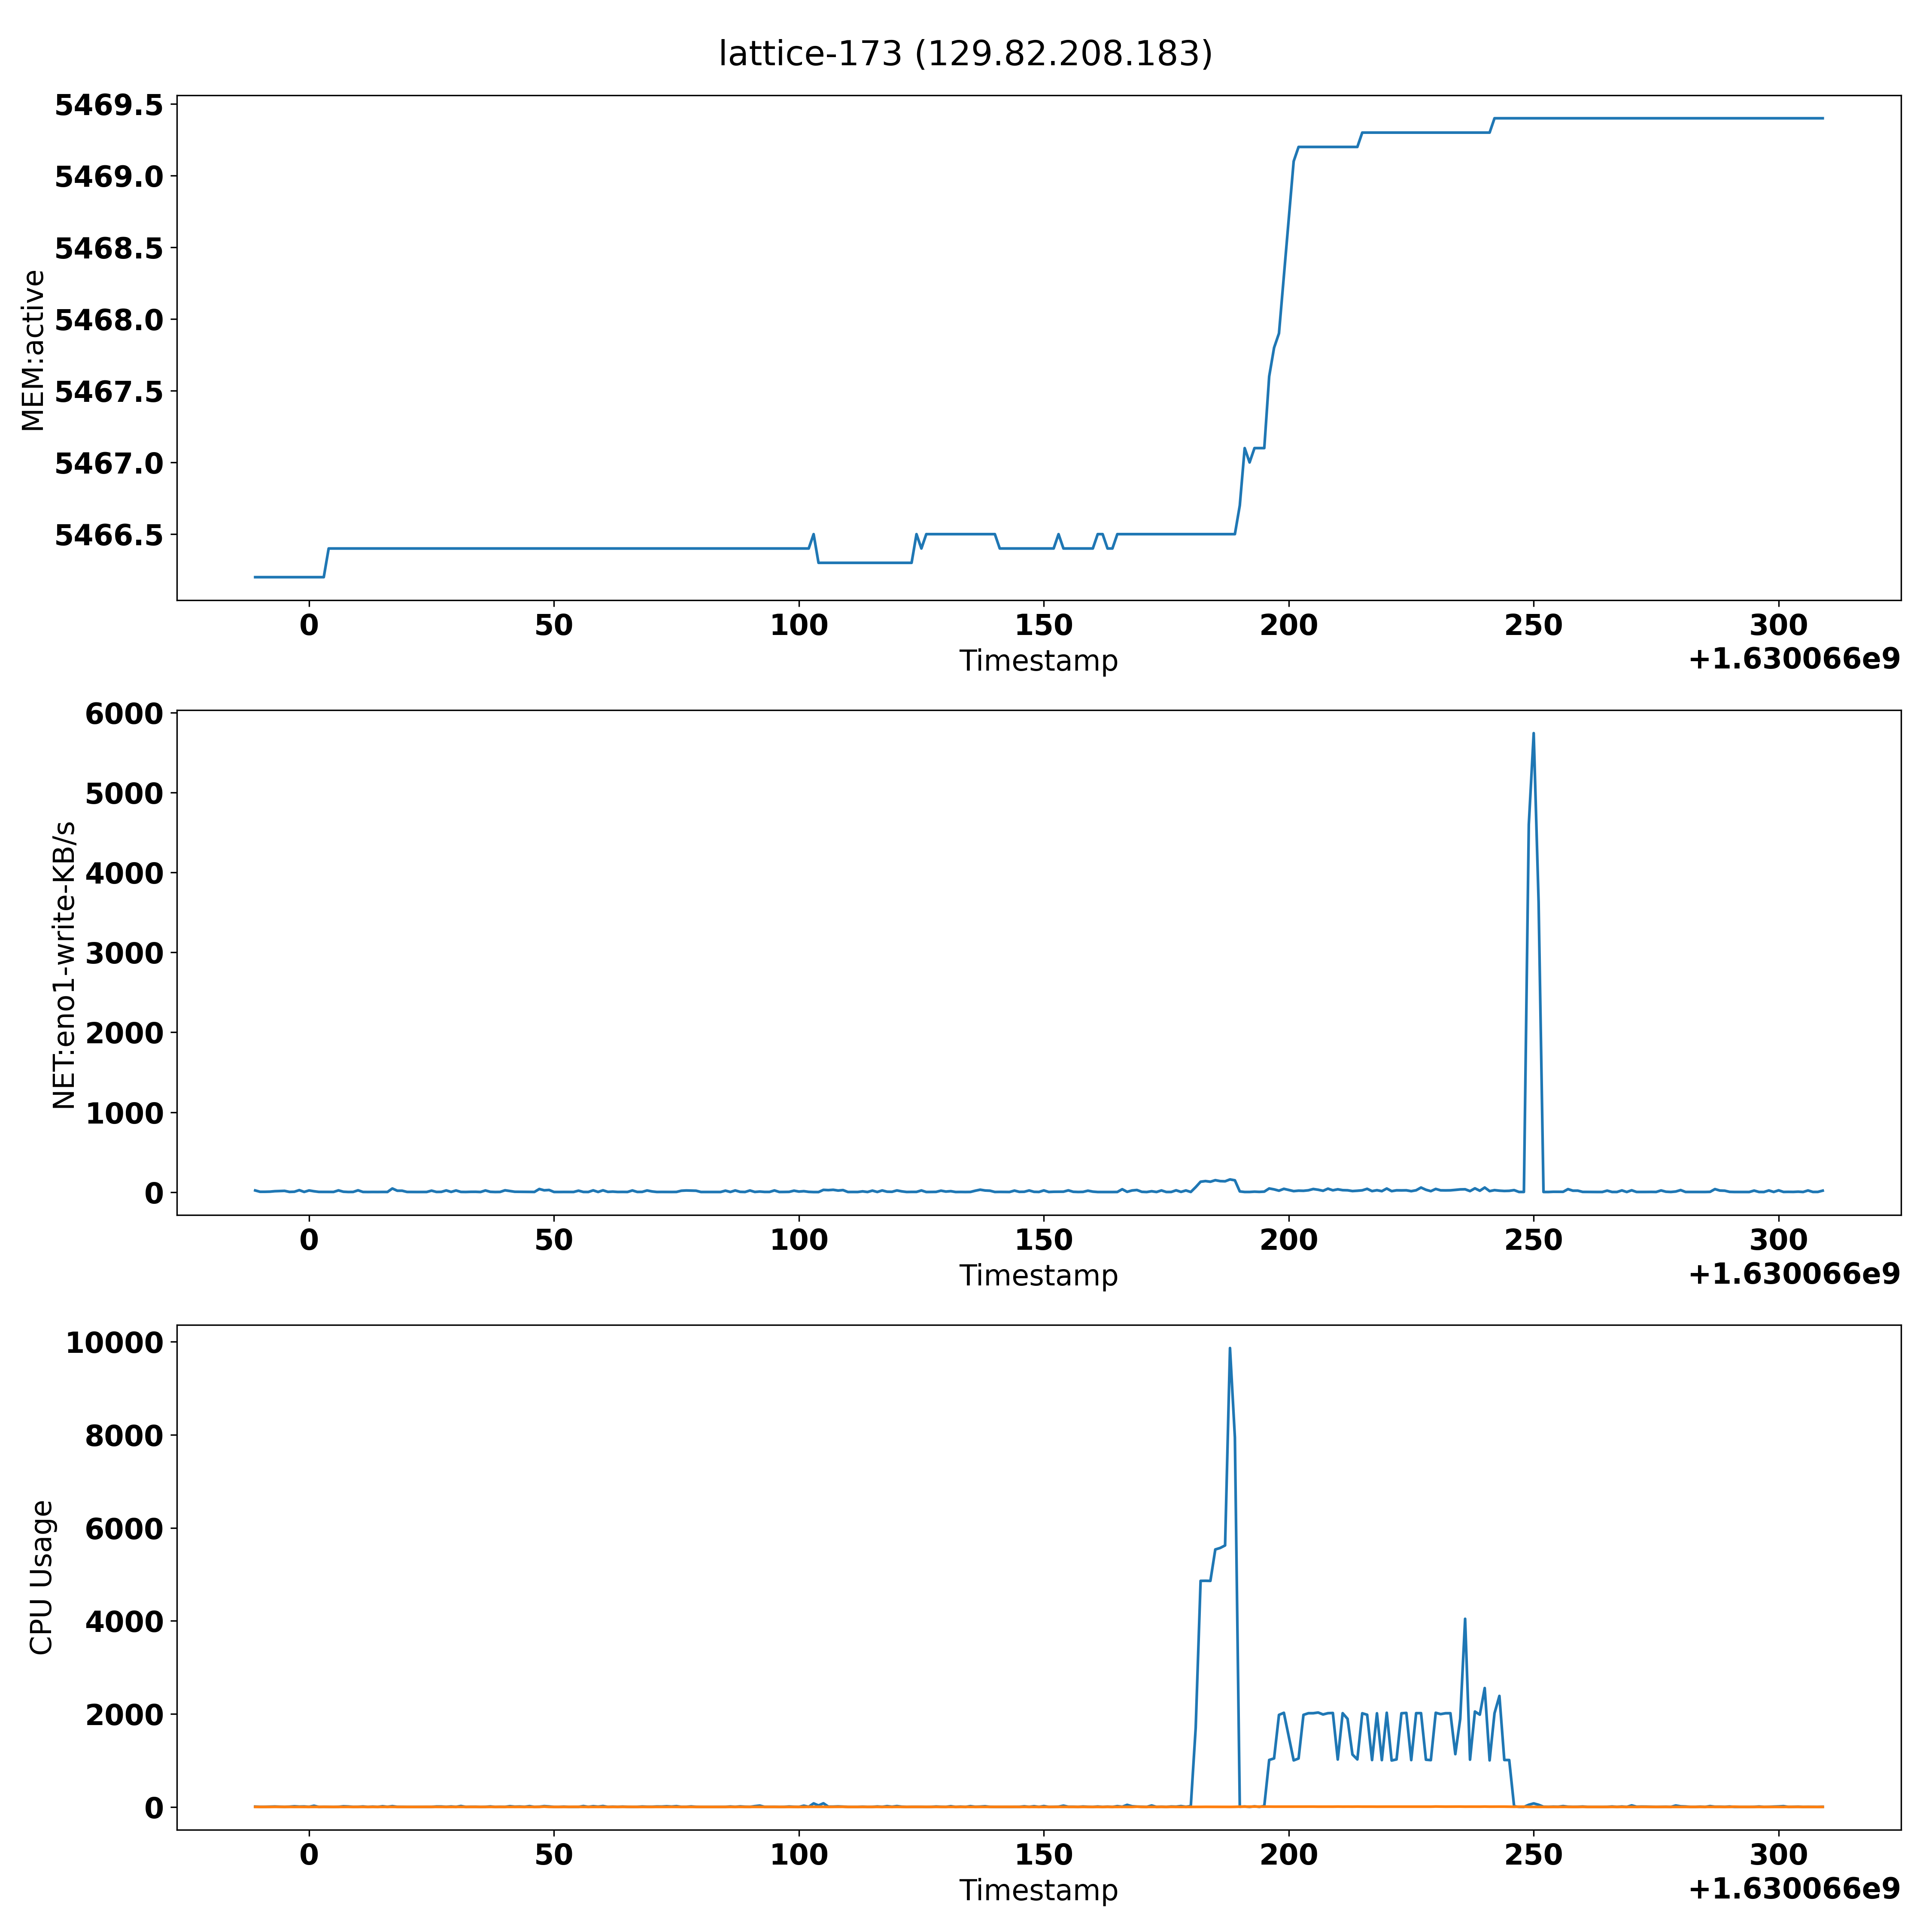 lattice-173 (129.82.208.183)
5469.5
5469.0
5468.5
5468.0
5467.5
5467.0
5466.5
MEM:active
0 50 100 150 200 250 300
Timestamp
+1.630066e9
6000
5000
4000
3000
2000
1000
0
NET:eno1-write-KB/s
0 50 100 150 200 250 300
Timestamp
+1.630066e9
10000
8000
6000
4000
2000
0
CPU Usage
0 50 100 150 200 250 300
Timestamp
+1.630066e9